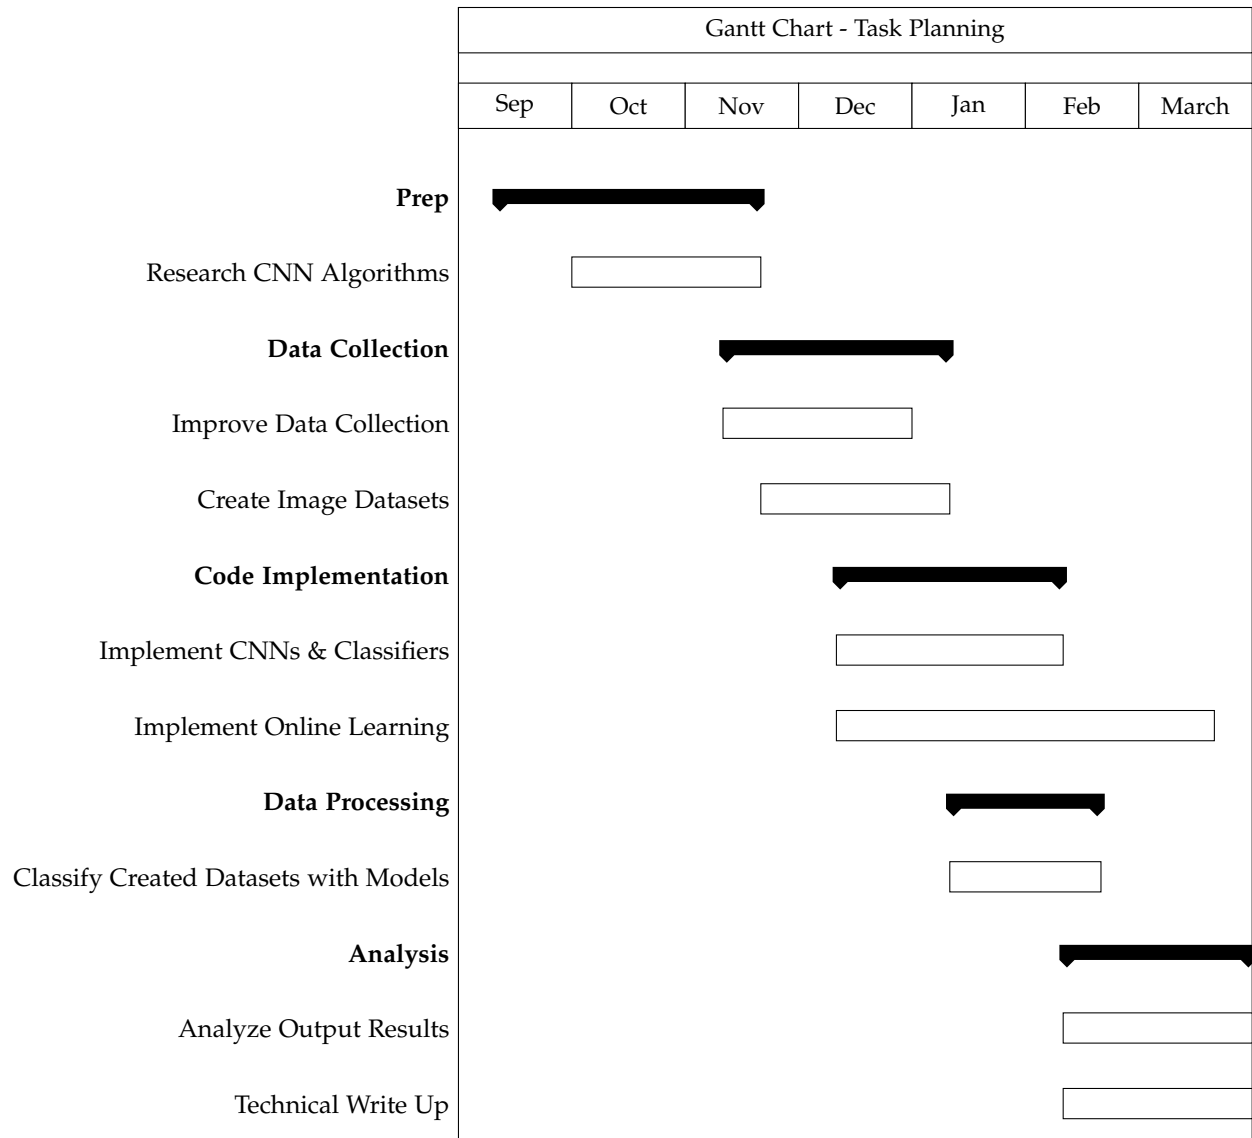 Gantt Chart - Task Planning
Sep Oct Nov Dec Jan Feb March
Prep
Research CNN Algorithms
Data Collection
Improve Data Collection
Create Image Datasets
Code Implementation
Implement CNNs & Classifiers
Implement Online Learning
Data Processing
Classify Created Datasets with Models
Analysis
Analyze Output Results
Technical Write Up